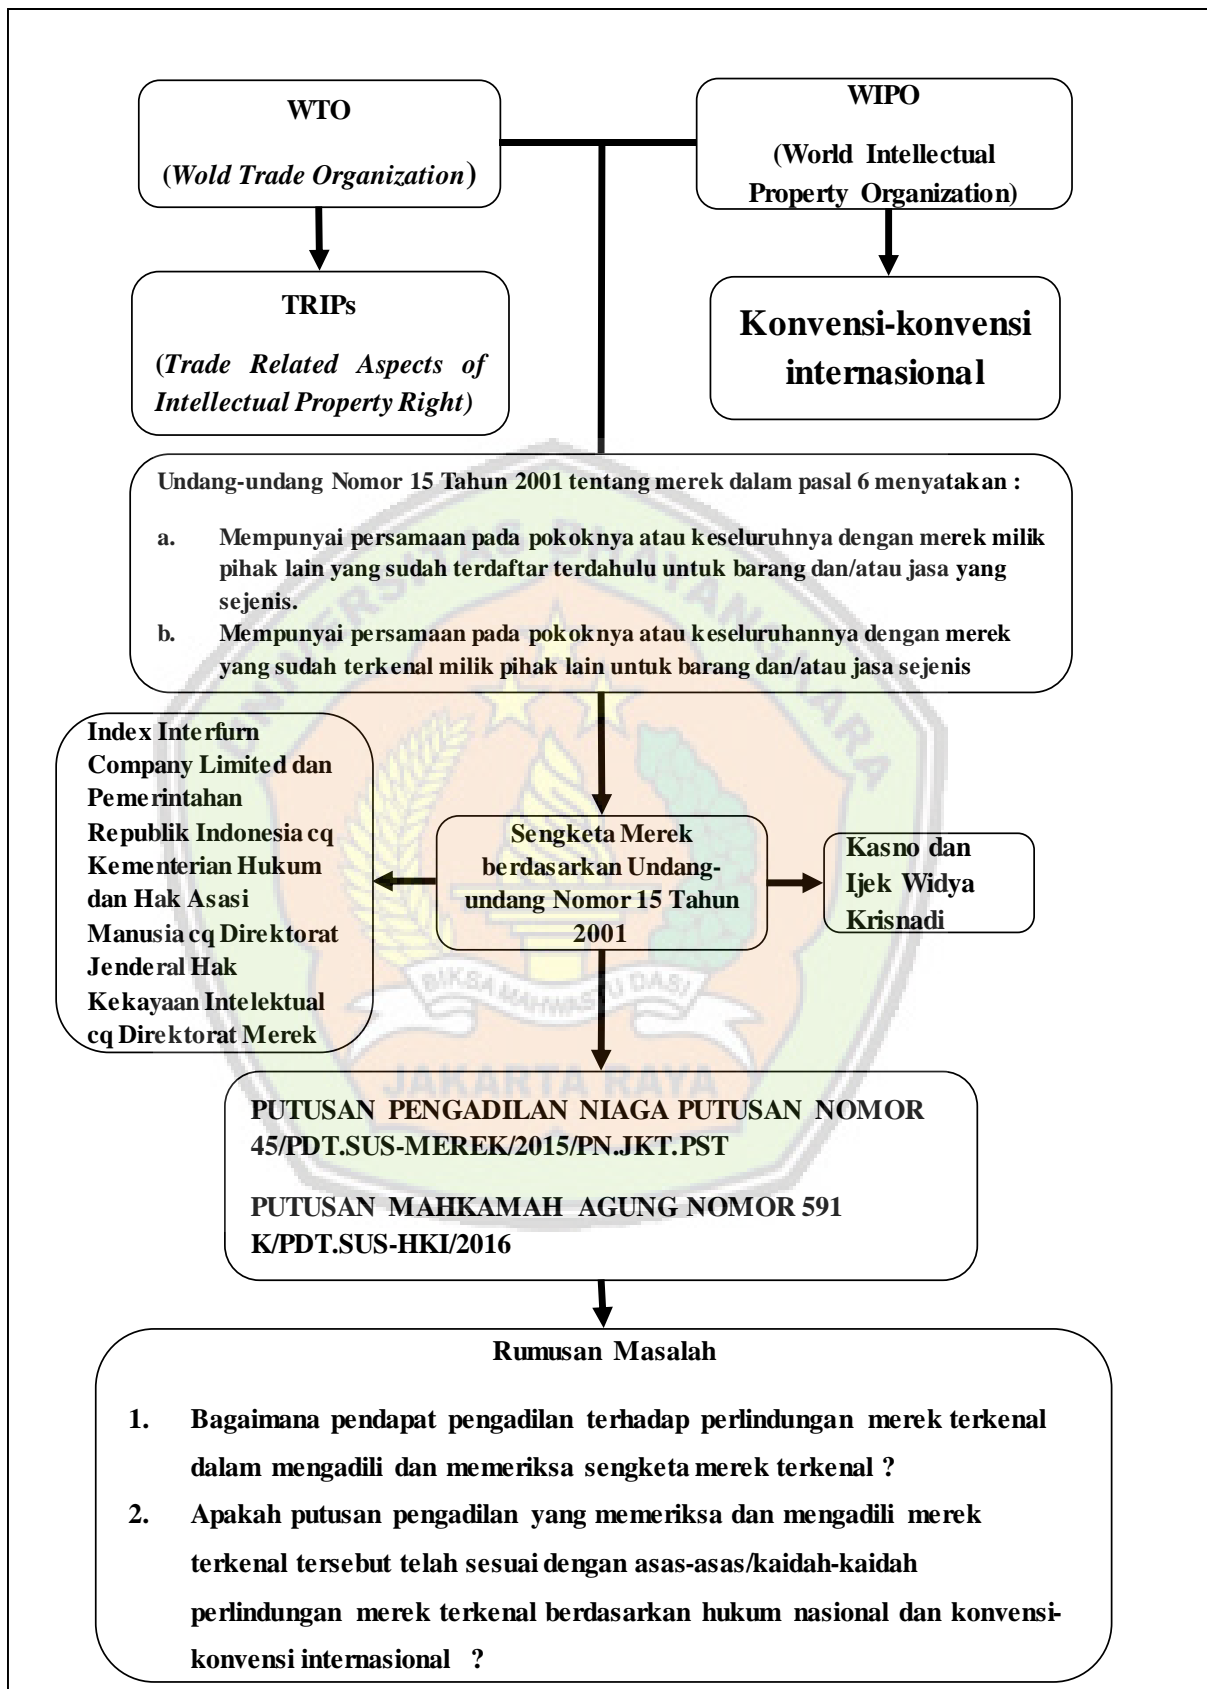 WTO
(Wold Trade Organization)
WIPO
(World Intellectual
Property Organization)
TRIPs
(Trade Related Aspects of
Intellectual Property Right)
Konvensi-konvensi
internasional
Undang-undang Nomor 15 Tahun 2001 tentang merek dalam pasal 6 menyatakan :
a. Mempunyai persamaan pada pokoknya atau keseluruhnya dengan merek milik
pihak lain yang sudah terdaftar terdahulu untuk barang dan/atau jasa yang
sejenis.
b. Mempunyai persamaan pada pokoknya atau keseluruhannya dengan merek
yang sudah terkenal milik pihak lain untuk barang dan/atau jasa sejenis
Index Interfurn
Company Limited dan
Pemerintahan
Republik Indonesia cq
Kementerian Hukum
dan Hak Asasi
Manusia cq Direktorat
Jenderal Hak
Kekayaan Intelektual
cq Direktorat Merek
Sengketa Merek
berdasarkan Undang-
undang Nomor 15 Tahun
2001
Kasno dan
Ijek Widya
Krisnadi
PUTUSAN PENGADILAN NIAGA PUTUSAN NOMOR
45/PDT.SUS-MEREK/2015/PN.JKT.PST
PUTUSAN MAHKAMAH AGUNG NOMOR 591
K/PDT.SUS-HKI/2016
Rumusan Masalah
1. Bagaimana pendapat pengadilan terhadap perlindungan merek terkenal
dalam mengadili dan memeriksa sengketa merek terkenal ?
2. Apakah putusan pengadilan yang memeriksa dan mengadili merek
terkenal tersebut telah sesuai dengan asas-asas/kaidah-kaidah
perlindungan merek terkenal berdasarkan hukum nasional dan konvensi-
konvensi internasional ?
UNIVERSITAS BHAYANGKARA
BIKSA MAHWASTU DASI
JAKARTA RAYA